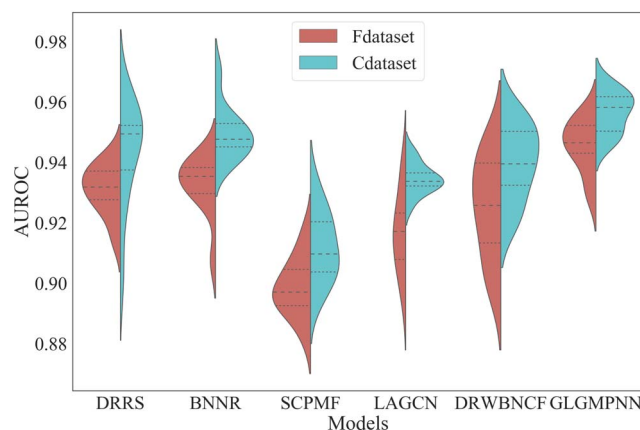 Fdataset
Cdataset
0.98
0.96
0.94
0.92
0.90
0.88
AUROC
DRRS BNNR SCPMF LAGCN DRWBNCF GLGMPNN
Models